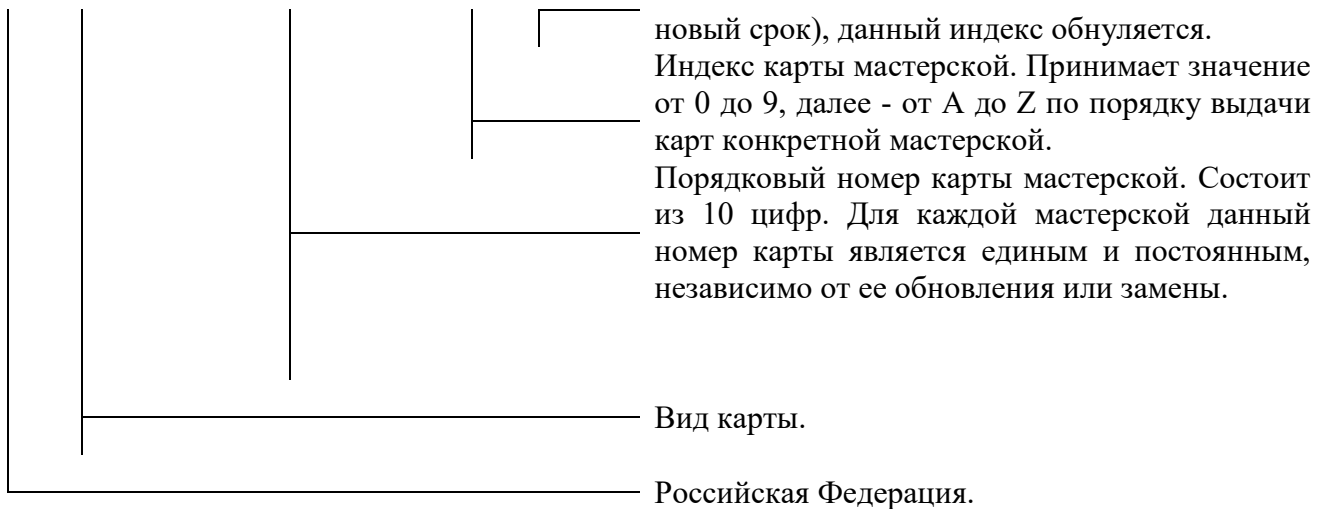 новый срок), данный индекс обнуляется.
Индекс карты мастерской. Принимает значение
от 0 до 9, далее - от A до Z по порядку выдачи
карт конкретной мастерской.
Порядковый номер карты мастерской. Состоит
из 10 цифр. Для каждой мастерской данный
номер карты является единым и постоянным,
независимо от ее обновления или замены.
Вид карты.
Российская Федерация.